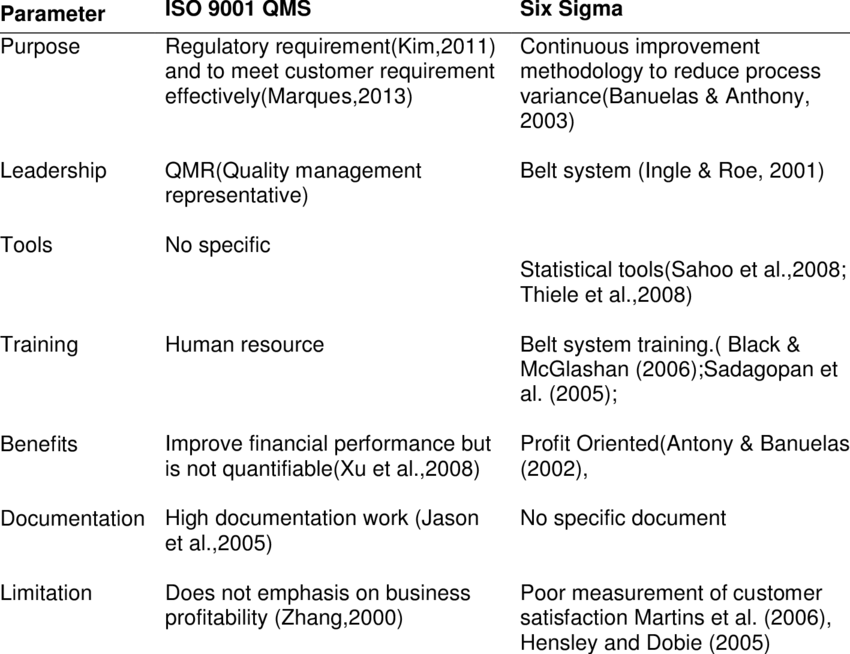 Parameter ISO 9001 QMS Six Sigma
Purpose Regulatory requirement(Kim,2011) Continuous improvement
and to meet customer requirement methodology to reduce process
effectively(Marques,2013) variance(Banuelas & Anthony,
2003)
Leadership QMR(Quality management Belt system (Ingle & Roe, 2001)
representative)
Tools No specific
Statistical tools(Sahoo et al.,2008;
Thiele et al.,2008)
Training Human resource Belt system training.( Black &
McGlashan (2006);Sadagopan et
al. (2005);
Benefits Improve financial performance but Profit Oriented(Antony & Banuelas
is not quantifiable(Xu et al.,2008) (2002),
Documentation High documentation work (Jason No specific document
et al.,2005)
Limitation Does not emphasis on business Poor measurement of customer
profitability (Zhang,2000) satisfaction Martins et al. (2006),
Hensley and Dobie (2005)